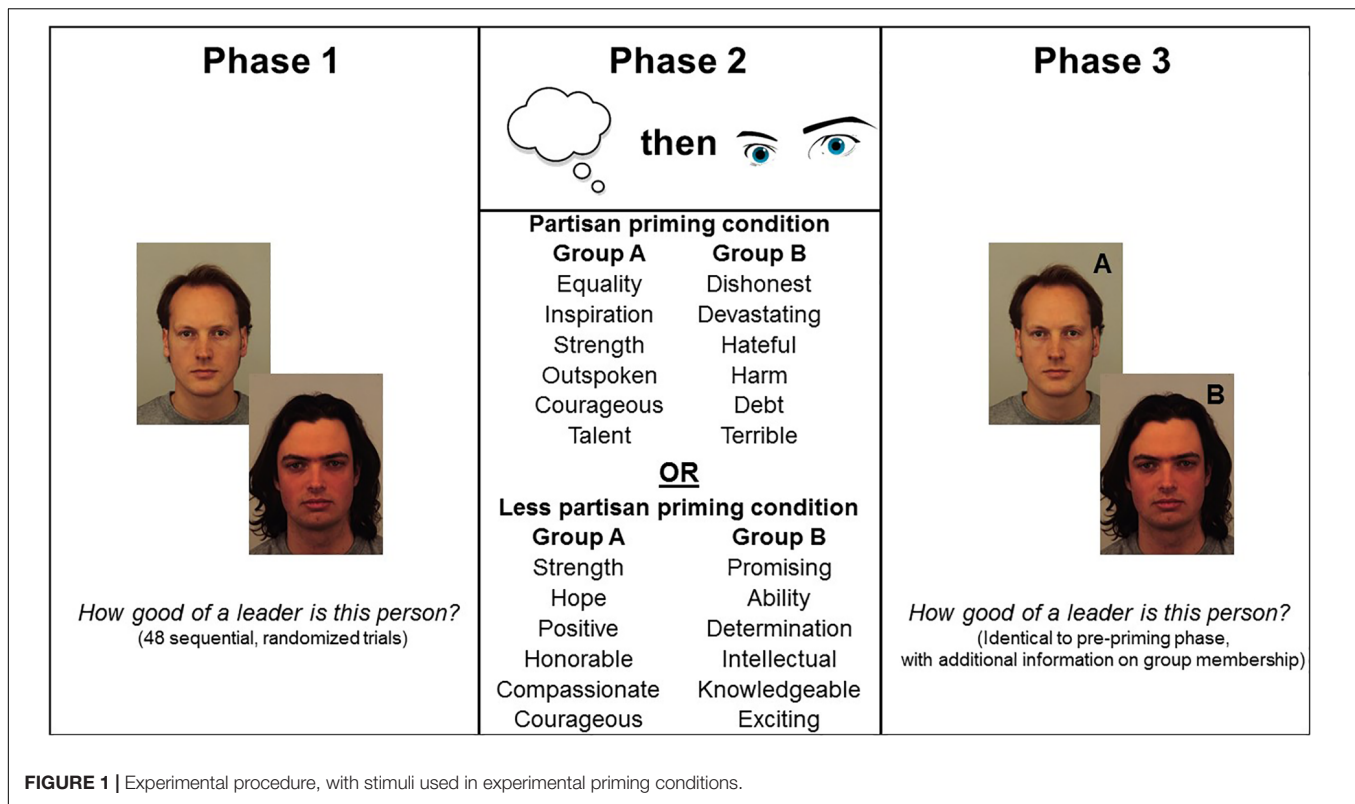 Phase 1
How good of a leader is this person?
(48 sequential, randomized trials)
Phase 2
then
Partisan priming condition
Group A Group B
Equality Dishonest
Inspiration Devastating
Strength Hateful
Outspoken Harm
Courageous Debt
Talent Terrible
OR
Less partisan priming condition
Group A Group B
Strength Promising
Hope Ability
Positive Determination
Honorable Intellectual
Compassionate Knowledgeable
Courageous Exciting
Phase 3
A
B
How good of a leader is this person?
(Identical to pre-priming phase,
with additional information on group membership)
FIGURE 1 | Experimental procedure, with stimuli used in experimental priming conditions.